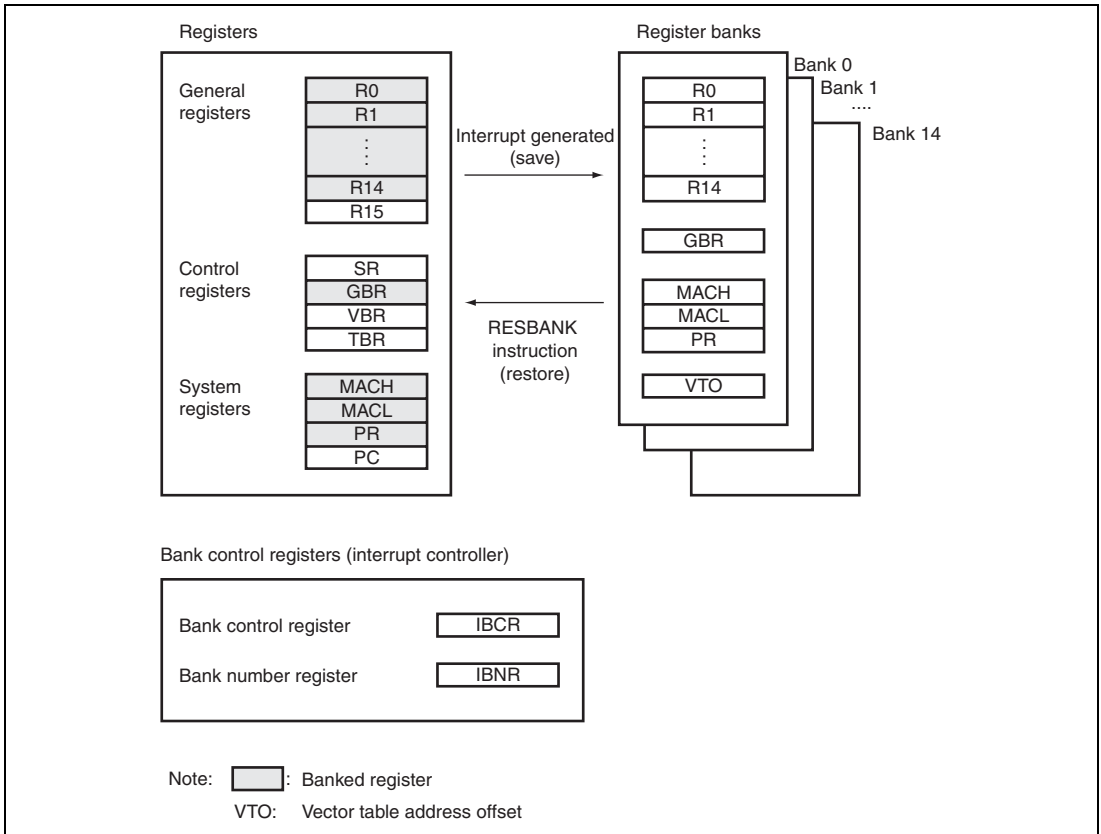 Registers
General
registers
R0
R1
⋮
R14
R15
Control
registers
SR
GBR
VBR
TBR
System
registers
MACH
MACL
PR
PC
Interrupt generated
(save)
RESBANK
instruction
(restore)
Register banks
Bank 0
Bank 1
....
Bank 14
R0
R1
⋮
R14
GBR
MACH
MACL
PR
VTO
Bank control registers (interrupt controller)
Bank control register IBCR
Bank number register IBNR
Note: : Banked register
VTO: Vector table address offset